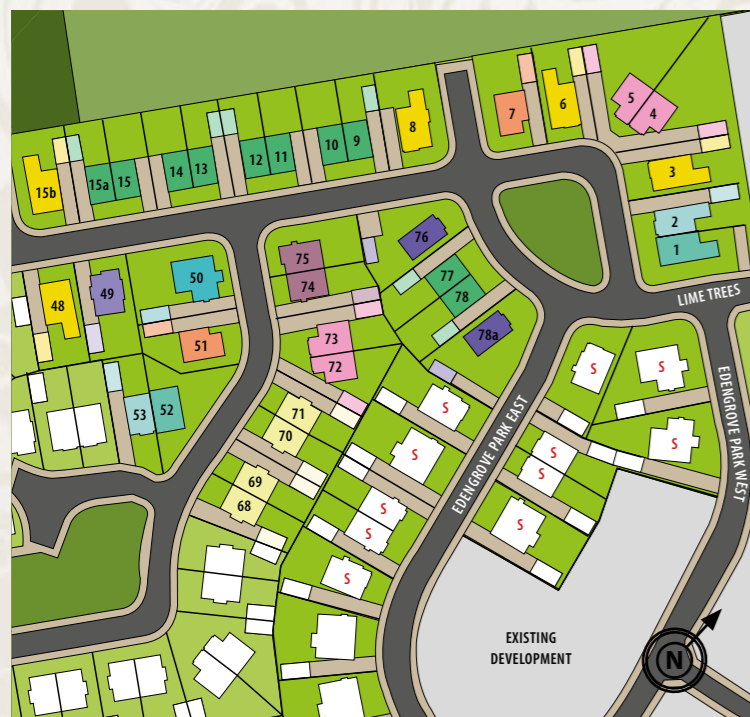 5
4
7
6
8
10
9
12
11
14
13
15a
15
15b
3
2
1
LIME TREES
76
75
74
77
78
78a
50
49
48
51
73
72
53
52
71
70
69
68
S
S
S
S
S
S
S
S
S
S
S
EDENGROVE PARK EAST
EDENGROVE PARK WEST
EXISTING
DEVELOPMENT
N